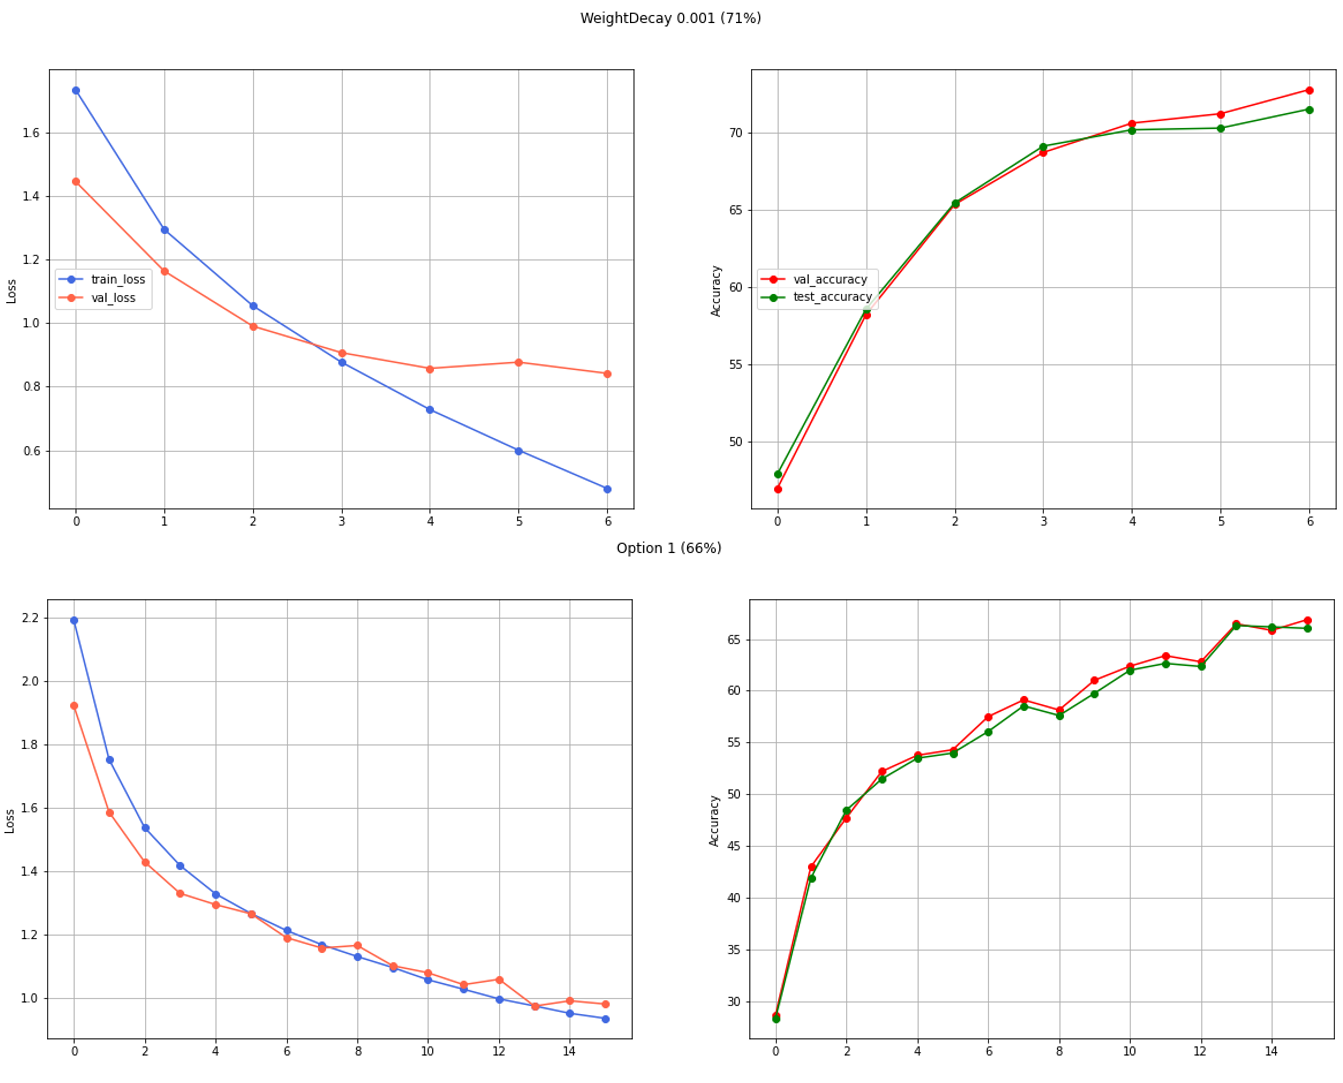 WeightDecay 0.001 (71%)
1.6
1.4
1.2
1.0
0.8
0.6
Loss
train_loss
val_loss
0 1 2 3 4 5 6
70
65
60
55
50
Accuracy
val_accuracy
test_accuracy
0 1 2 3 4 5 6
Option 1 (66%)
2.2
2.0
1.8
1.6
1.4
1.2
1.0
Loss
0 2 4 6 8 10 12 14
65
60
55
50
45
40
35
30
Accuracy
0 2 4 6 8 10 12 14